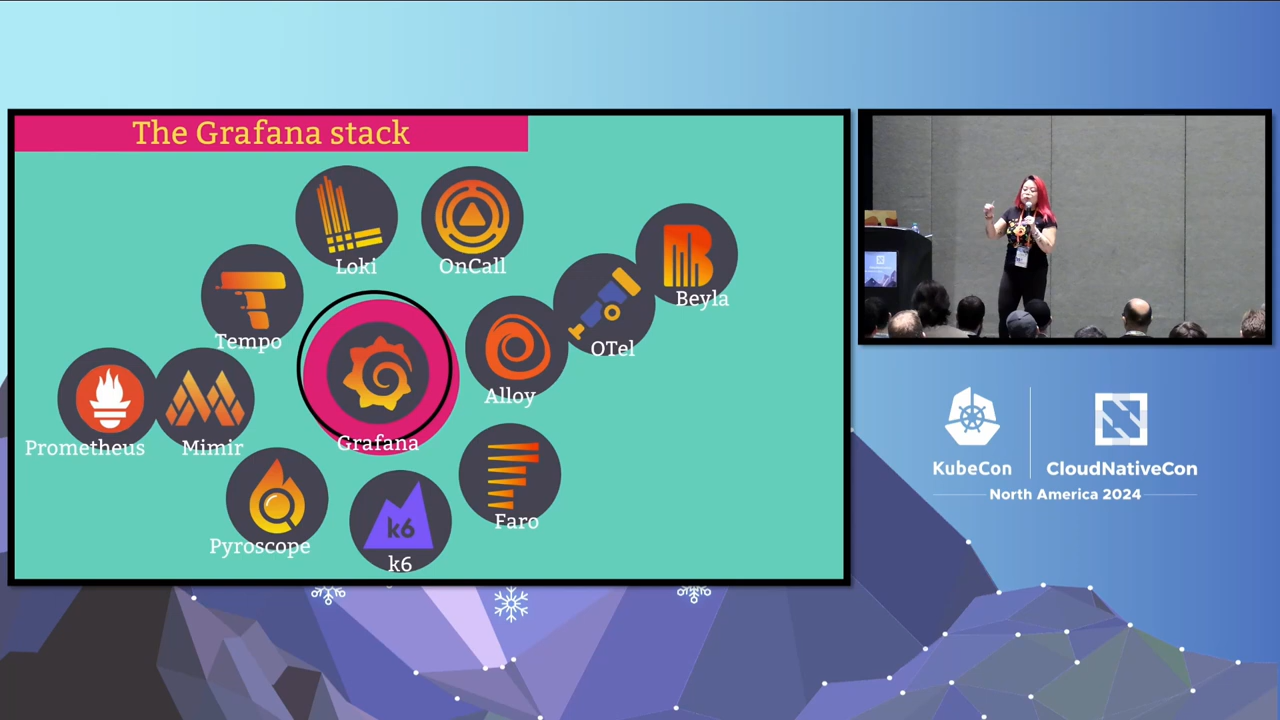 The Grafana stack
Loki
OnCall
Beyla
Tempo
OTel
Alloy
Prometheus
Mimir
Grafana
Faro
Pyroscope
k6
k6
KubeCon
CloudNativeCon
North America 2024